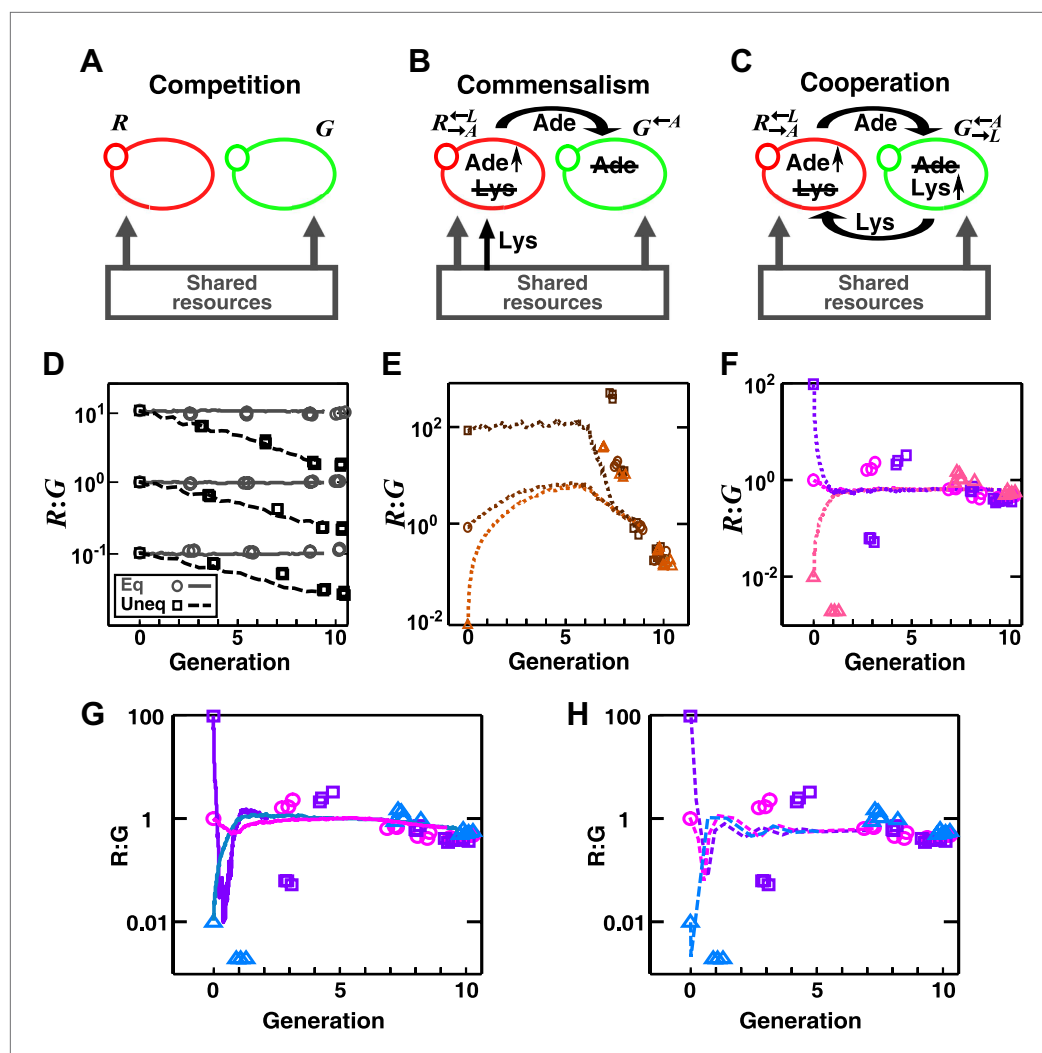 A
Competition
R
G
Shared
resources
B
Commensalism
R←L→A
Ade
G←A
Ade
Lys
Ade
Lys
Shared
resources
C
Cooperation
R←L→A
Ade
G←A→L
Ade
Lys
Ade
Lys
Lys
Shared
resources
D
R:G
10¹
10⁰
10⁻¹
Eq
Uneq
0 5 10
Generation
E
R:G
10²
10⁰
10⁻²
0 5 10
Generation
F
R:G
10²
10⁰
10⁻²
0 5 10
Generation
G
R:G
100
1
0.01
0 5 10
Generation
H
R:G
100
1
0.01
0 5 10
Generation